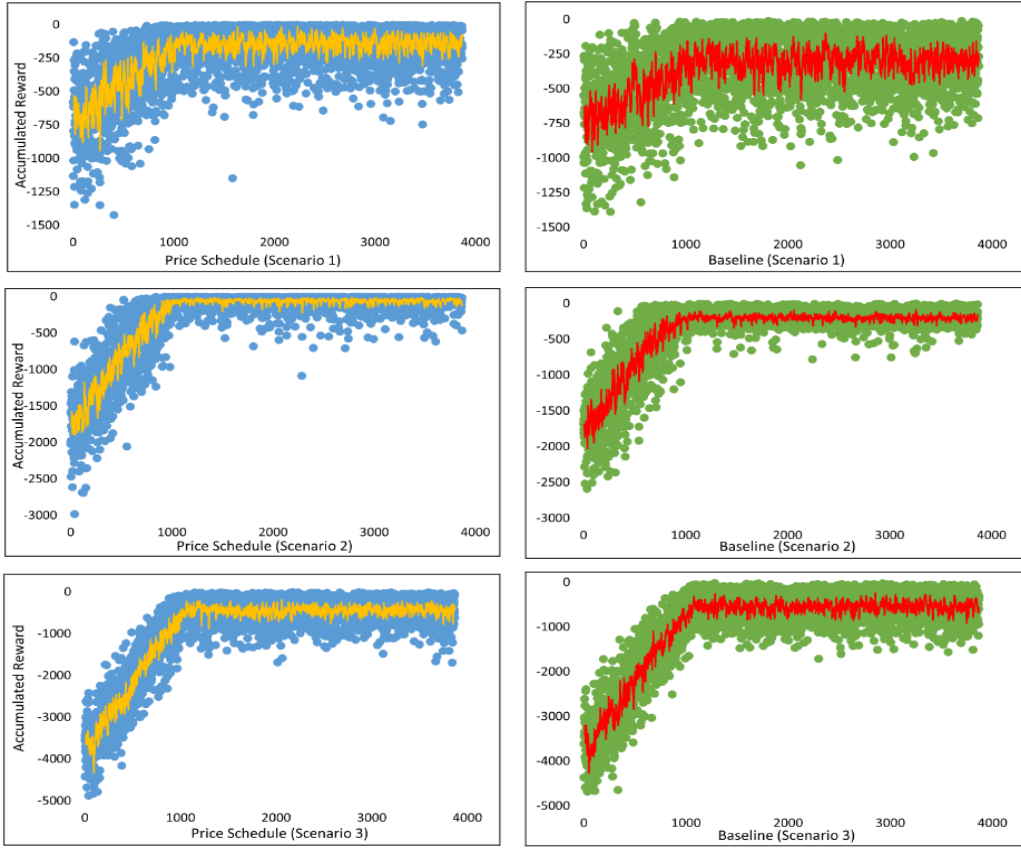 0
-250
-500
-750
-1000
-1250
-1500
Accumulated Reward
0 1000 2000 3000 4000
Price Schedule (Scenario 1)
0
-250
-500
-750
-1000
-1250
-1500
0 1000 2000 3000 4000
Baseline (Scenario 1)
0
-500
-1000
-1500
-2000
-2500
-3000
Accumulated Reward
0 1000 2000 3000 4000
Price Schedule (Scenario 2)
0
-500
-1000
-1500
-2000
-2500
-3000
0 1000 2000 3000 4000
Baseline (Scenario 2)
0
-1000
-2000
-3000
-4000
-5000
Accumulated Reward
0 1000 2000 3000 4000
Price Schedule (Scenario 3)
0
-1000
-2000
-3000
-4000
-5000
0 1000 2000 3000 4000
Baseline (Scenario 3)